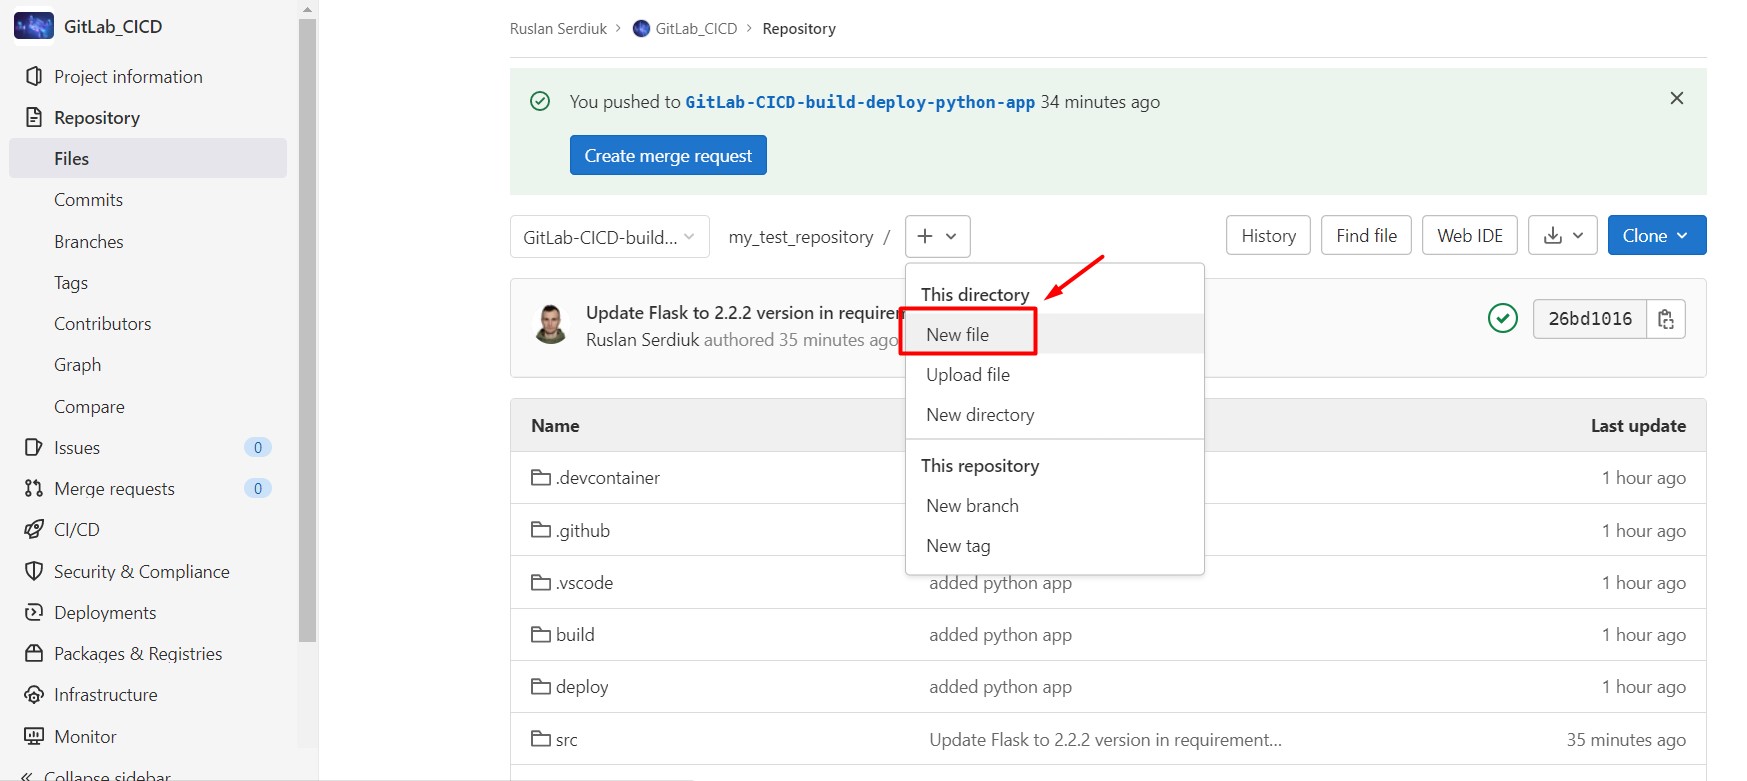 GitLab_CICD
Project information
Repository
Files
Commits
Branches
Tags
Contributors
Graph
Compare
Issues 0
Merge requests 0
CI/CD
Security & Compliance
Deployments
Packages & Registries
Infrastructure
Monitor
Collapse sidebar
Ruslan Serdiuk > GitLab_CICD > Repository
You pushed to GitLab-CICD-build-deploy-python-app 34 minutes ago
Create merge request
GitLab-CICD-build... my_test_repository / +
History Find file Web IDE Clone
This directory
New file
Upload file
New directory
This repository
New branch
New tag
Update Flask to 2.2.2 version in
Ruslan Serdiuk authored 35 minutes ago
26bd1016
Name Last update
.devcontainer 1 hour ago
.github 1 hour ago
.vscode added python app 1 hour ago
build added python app 1 hour ago
deploy added python app 1 hour ago
src Update Flask to 2.2.2 version in requirement... 35 minutes ago